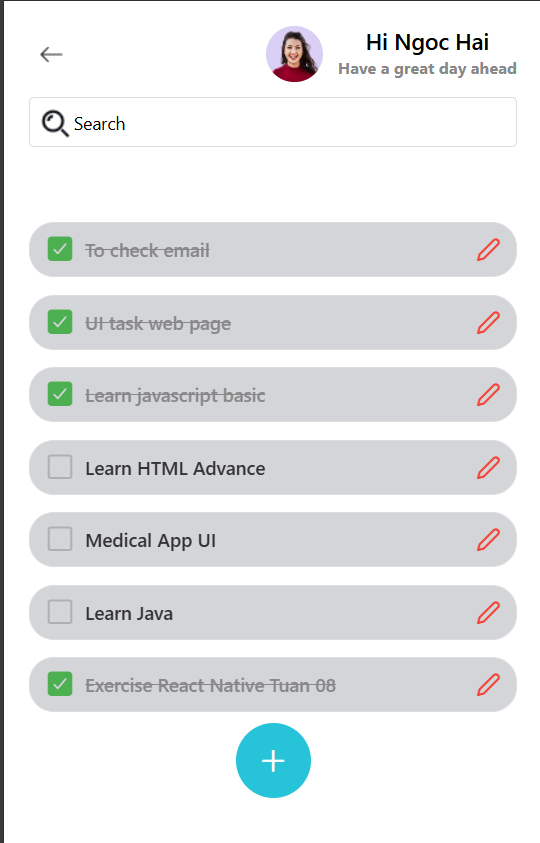 Hi Ngoc Hai
Have a great day ahead
Search
To check email
UI task web page
Learn javascript basic
Learn HTML Advance
Medical App UI
Learn Java
Exercise React Native Tuan 08